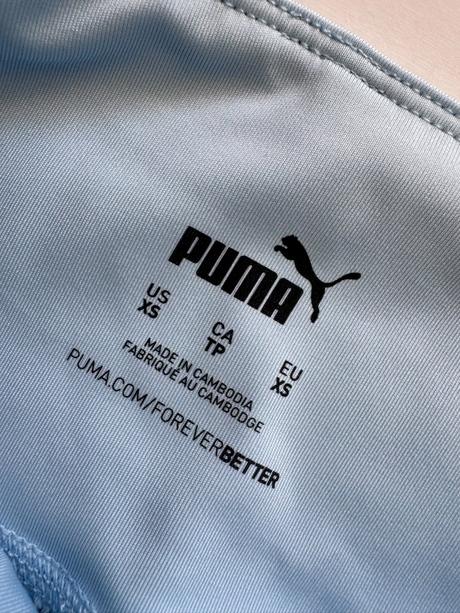 PUMA
US CA EU
XS TP XS
MADE IN CAMBODIA
FABRIQUÉ AU CAMBODGE
PUMA.COM/FOREVERBETTER